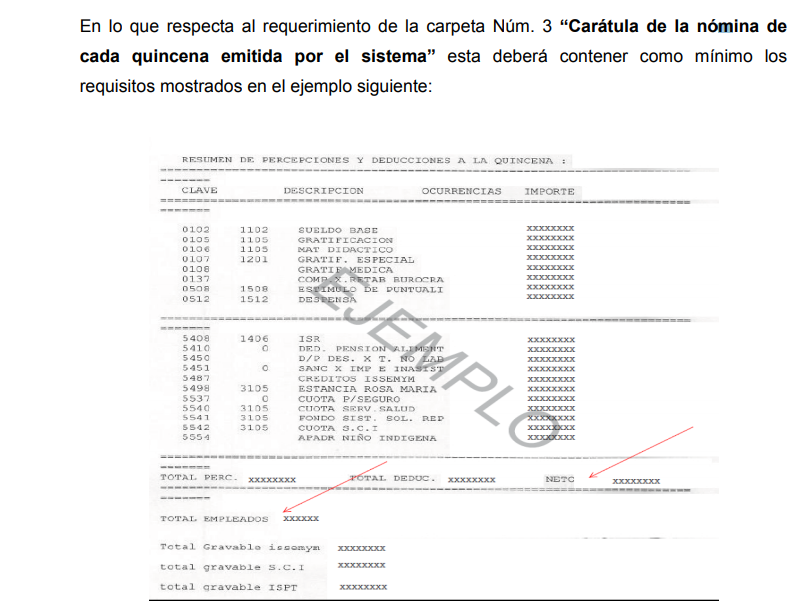 En lo que respecta al requerimiento de la carpeta Núm. 3 “Carátula de la nómina de
cada quincena emitida por el sistema” esta deberá contener como mínimo los
requisitos mostrados en el ejemplo siguiente:
RESUMEN DE PERCEPCIONES Y DEDUCCIONES A LA QUINCENA :
CLAVE DESCRIPCION OCURRENCIAS IMPORTE
0102 1102 SUELDO BASE XXXXXXXX
0105 1105 GRATIFICACION XXXXXXXX
0106 1105 MAT DIDACTICO XXXXXXXX
0107 1201 GRATIF. ESPECIAL XXXXXXXX
0108 GRATIF MEDICA XXXXXXXX
0137 COMP X RETAB BUROCRA XXXXXXXX
0508 1508 ESTIMULO DE PUNTUALI XXXXXXXX
0512 1512 DESPENSA XXXXXXXX
EJEMPLO
5408 1406 ISR XXXXXXXX
5410 0 DED. PENSION ALIMENT XXXXXXXX
5450 D/P DES. X T. NO LAB XXXXXXXX
5451 0 SANC X IMP E INASIST XXXXXXXX
5487 CREDITOS ISSEMYM XXXXXXXX
5498 3105 ESTANCIA ROSA MARIA XXXXXXXX
5537 0 CUOTA P/SEGURO XXXXXXXX
5540 3105 CUOTA SERV.SALUD XXXXXXXX
5541 3105 FONDO SIST. SOL. REP XXXXXXXX
5542 3105 CUOTA S.C.I XXXXXXXX
5554 APADR NIÑO INDIGENA XXXXXXXX
TOTAL PERC. XXXXXXXX TOTAL DEDUC. XXXXXXXX NETO XXXXXXXX
TOTAL EMPLEADOS XXXXXX
Total Gravable issemym XXXXXXXX
total gravable S.C.I XXXXXXXX
total gravable ISPT XXXXXXXX